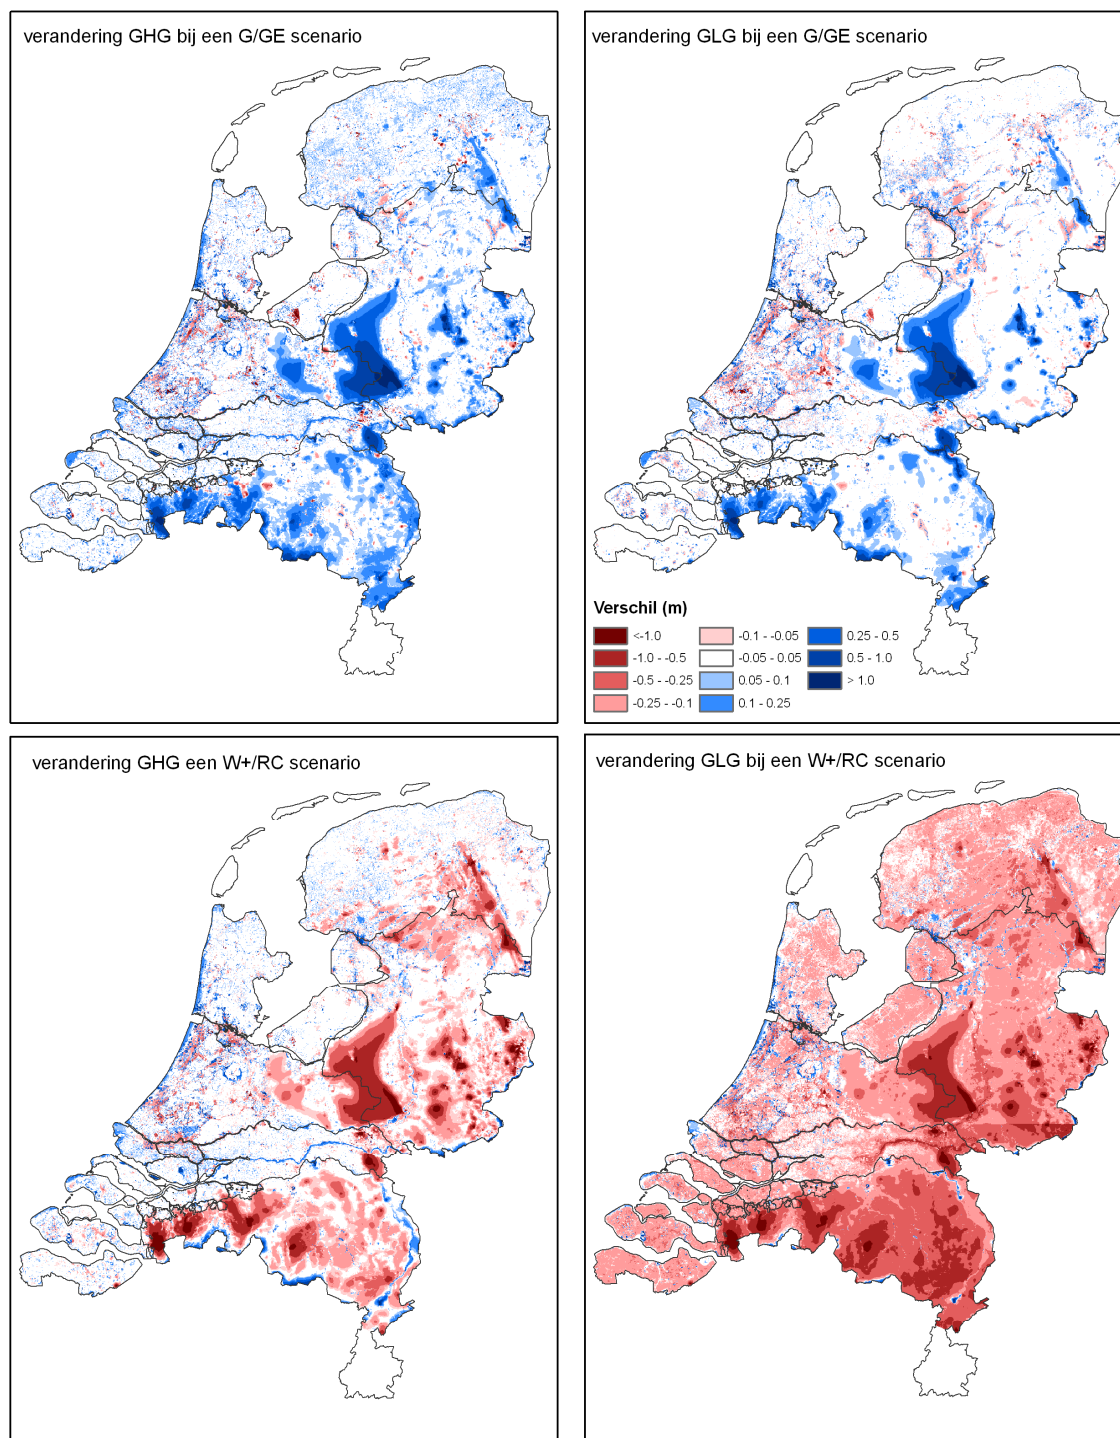 verandering GHG bij een G/GE scenario
verandering GLG bij een G/GE scenario
Verschil (m)
<-1.0
-1.0 - -0.5
-0.5 - -0.25
-0.25 - -0.1
-0.1 - -0.05
-0.05 - 0.05
0.05 - 0.1
0.1 - 0.25
0.25 - 0.5
0.5 - 1.0
> 1.0
verandering GHG een W+/RC scenario
verandering GLG bij een W+/RC scenario